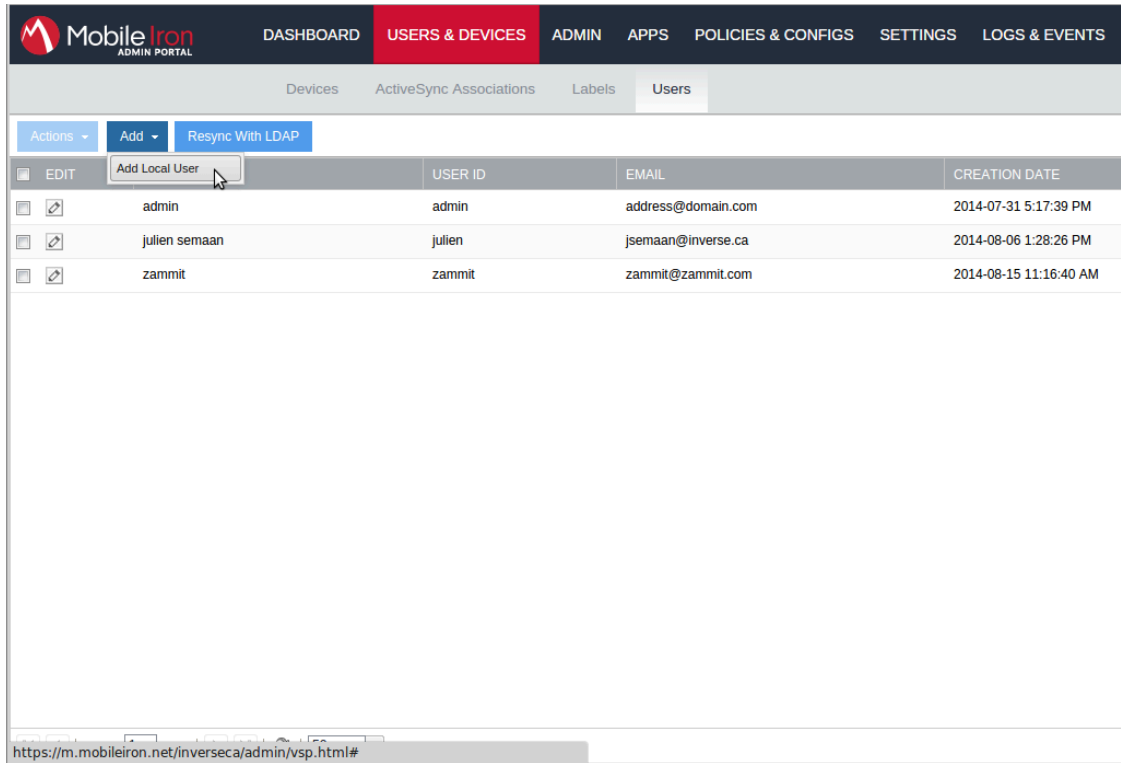 MobileIron
ADMIN PORTAL
DASHBOARD USERS & DEVICES ADMIN APPS POLICIES & CONFIGS SETTINGS LOGS & EVENTS
Devices ActiveSync Associations Labels Users
Actions Add Resync With LDAP
Add Local User
EDIT USER ID EMAIL CREATION DATE
admin admin address@domain.com 2014-07-31 5:17:39 PM
julien semaan julien jsemaan@inverse.ca 2014-08-06 1:28:26 PM
zammit zammit zammit@zammit.com 2014-08-15 11:16:40 AM
https://m.mobileiron.net/inverseca/admin/vsp.html#